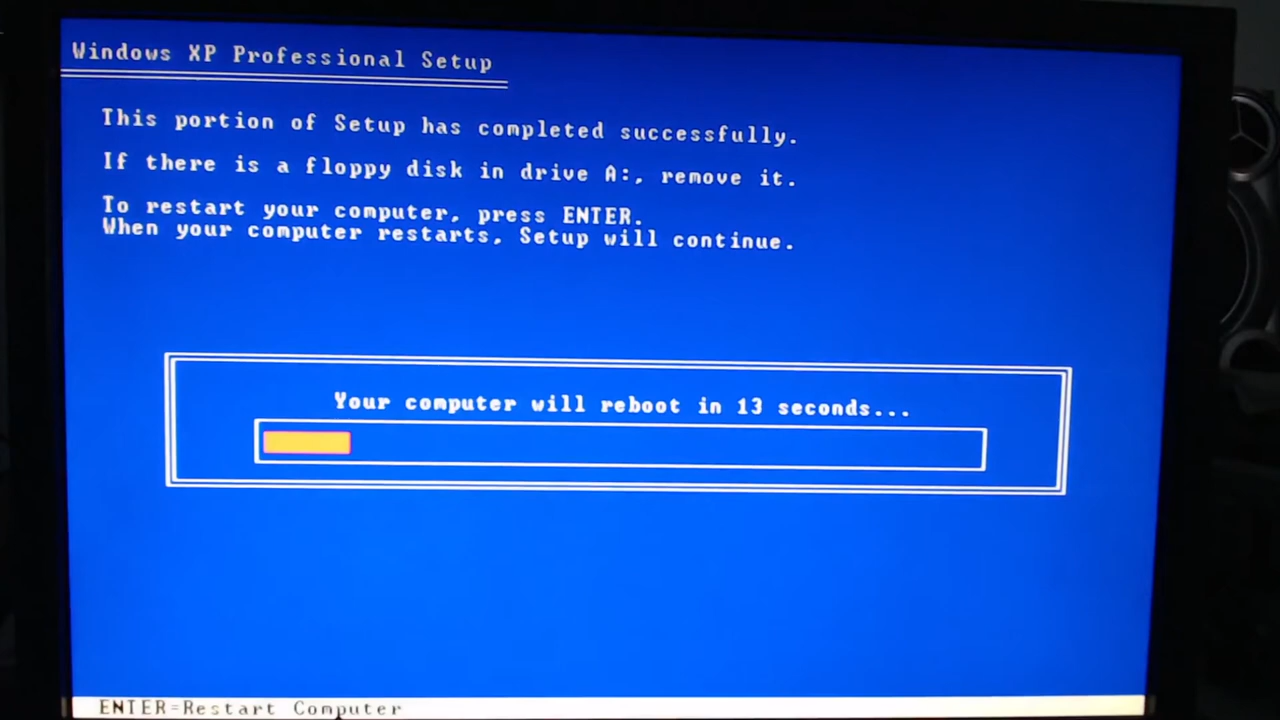 Windows XP Professional Setup
This portion of Setup has completed successfully.
If there is a floppy disk in drive A:, remove it.
To restart your computer, press ENTER.
When your computer restarts, Setup will continue.
Your computer will reboot in 13 seconds...
ENTER=Restart Computer